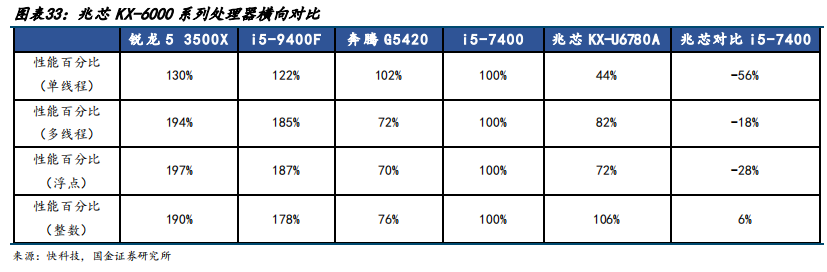 图表33：兆芯 KX-6000 系列处理器横向对比
锐龙 5 3500X i5-9400F 奔腾 G5420 i5-7400 兆芯 KX-U6780A 兆芯对比 i5-7400
性能百分比
（单线程） 130% 122% 102% 100% 44% -56%
性能百分比
（多线程） 194% 185% 72% 100% 82% -18%
性能百分比
（浮点） 197% 187% 70% 100% 72% -28%
性能百分比
（整数） 190% 178% 76% 100% 106% 6%
来源：快科技，国金证券研究所